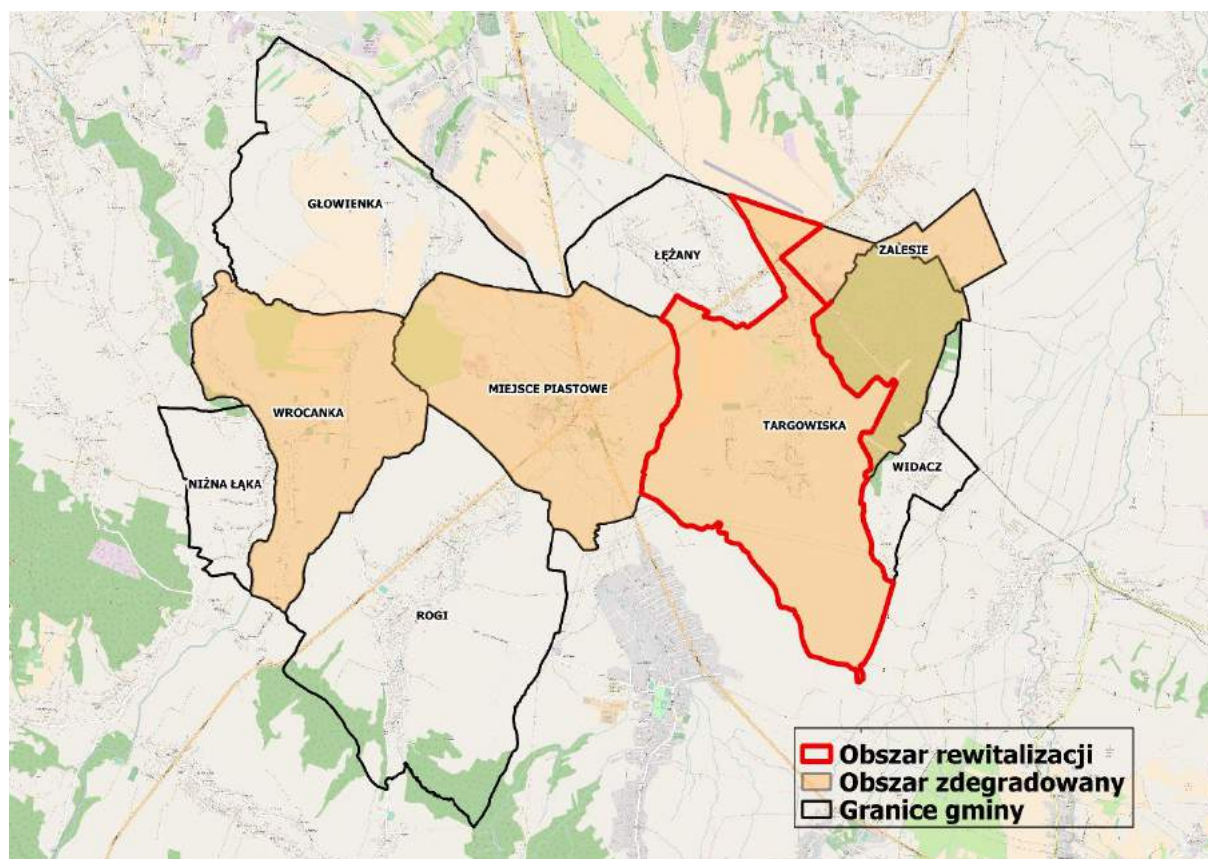 GŁOWIENKA
ŁĘŻANY
ZALESIE
MIEJSCE PIASTOWE
WROCANKA
TARGOWISKA
WIDACZ
NIŻNA ŁĄKA
ROGI
Obszar rewitalizacji
Obszar zdegradowany
Granice gminy